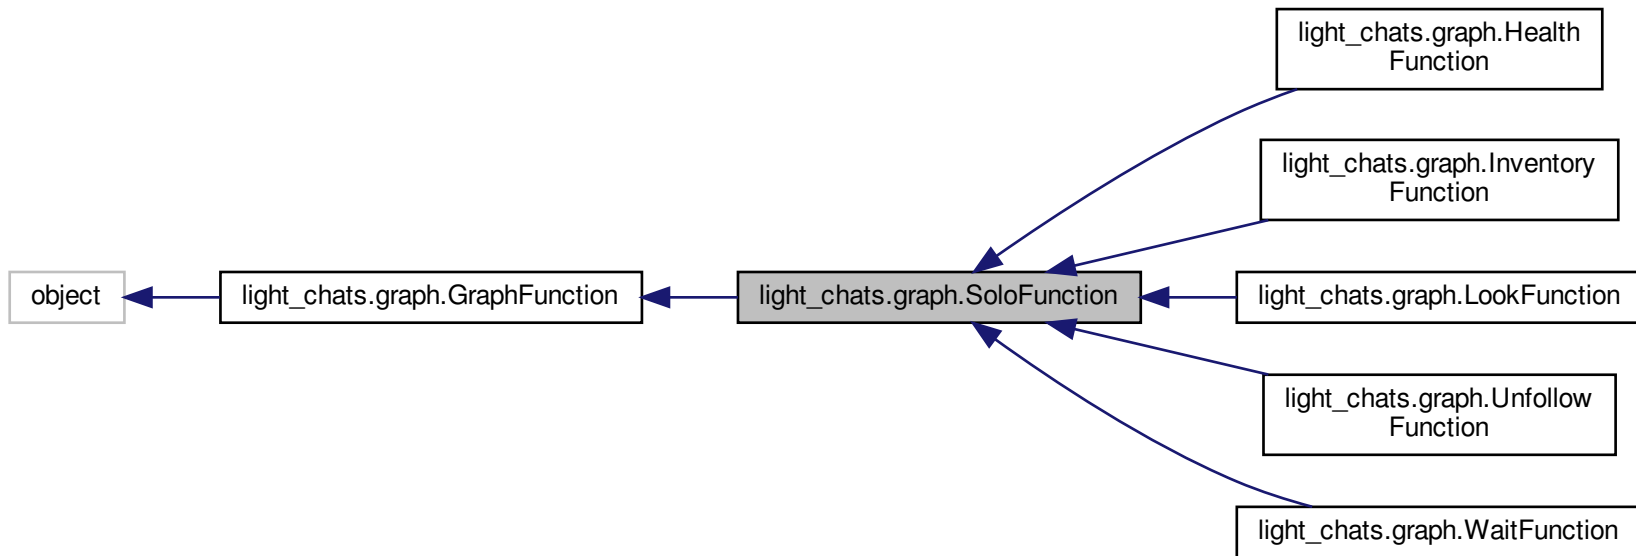 light_chats.graph.Health
Function
light_chats.graph.Inventory
Function
object
light_chats.graph.GraphFunction
light_chats.graph.SoloFunction
light_chats.graph.LookFunction
light_chats.graph.Unfollow
Function
light_chats.graph.WaitFunction